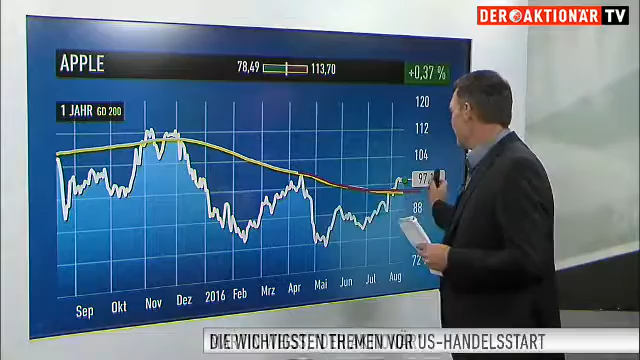 DER AKTIONÄR TV
APPLE
78,49 113,70
+0,37 %
1 JAHR GD 200
120
112
104
97,
88
72
Sep Okt Nov Dez 2016 Feb Mrz Apr Mai Jun Jul Aug
DIE WICHTIGSTEN THEMEN VOR US-HANDELSSTART